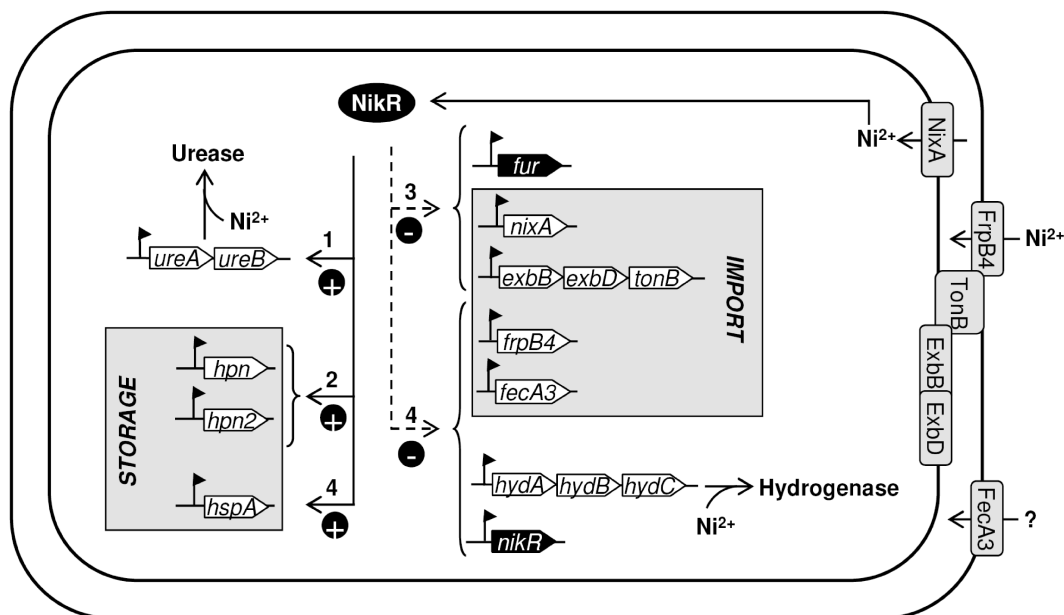 NikR
Ni²⁺
NixA
Urease
Ni²⁺
1
ureA ureB
+
3
-
fur
nixA
exbB exbD tonB
frpB4
fecA3
IMPORT
FrpB4
Ni²⁺
TonB
ExbB
ExbD
STORAGE
hpn
hpn2
2
+
hspA
4
+
4
-
hydA hydB hydC
Hydrogenase
Ni²⁺
nikR
FecA3
?